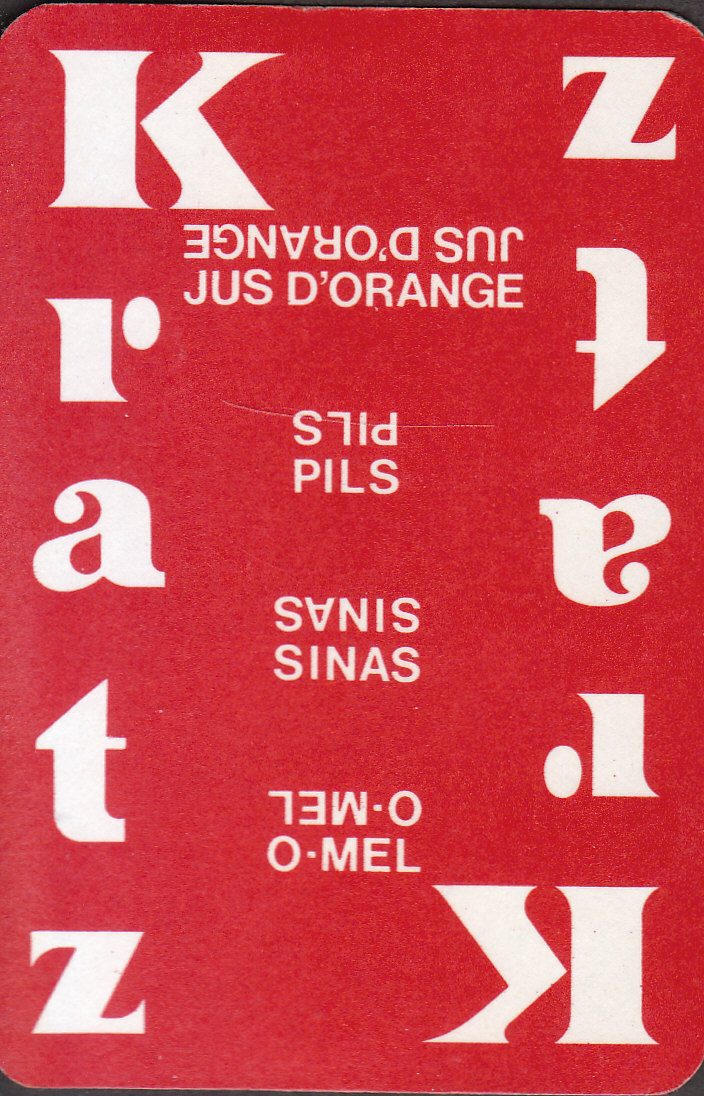 Kratz
JUS D'ORANGE
JUS D'ORANGE
PILS
PILS
SINAS
SINAS
O·MEL
O·MEL
Kratz